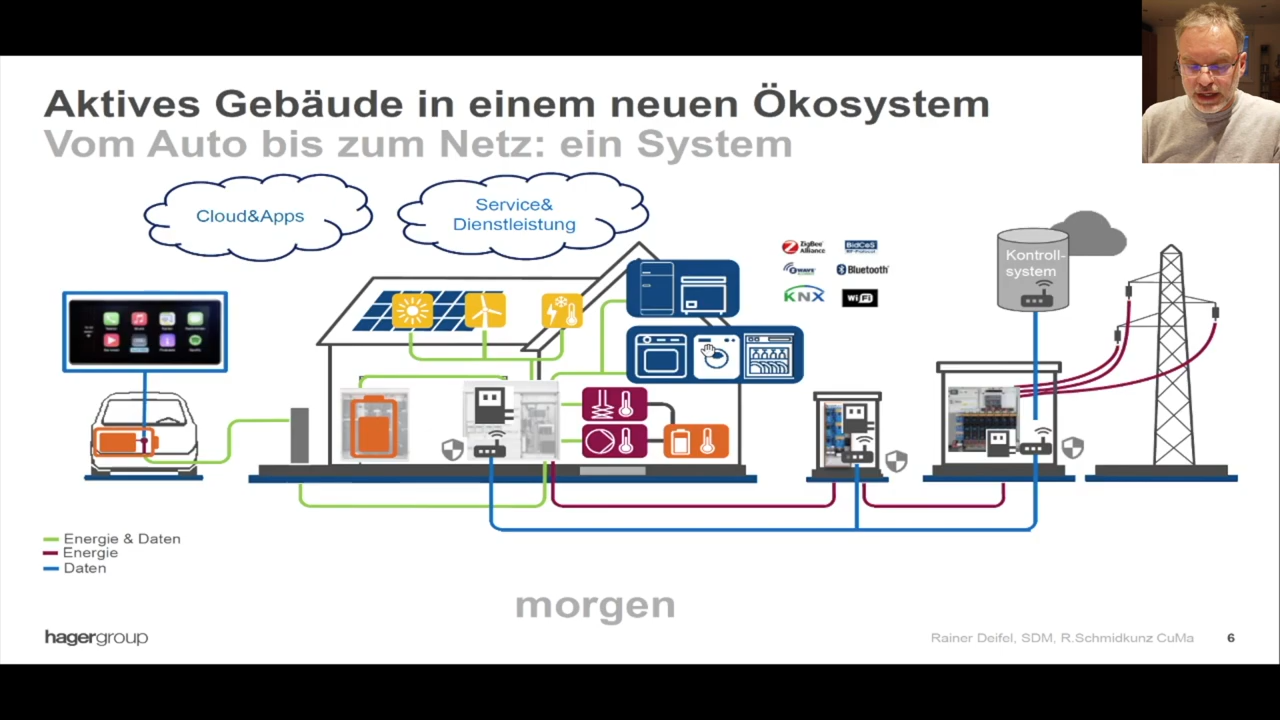 Aktives Gebäude in einem neuen Ökosystem
Vom Auto bis zum Netz: ein System
Cloud&Apps
Service&
Dienstleistung
ZigBee
Alliance
BidCoS
Bluetooth
WAVE
KNX
WiFi
Kontroll-
system
Energie & Daten
Energie
Daten
morgen
hagergroup
Rainer Deifel, SDM, R.Schmidkunz CuMa
6